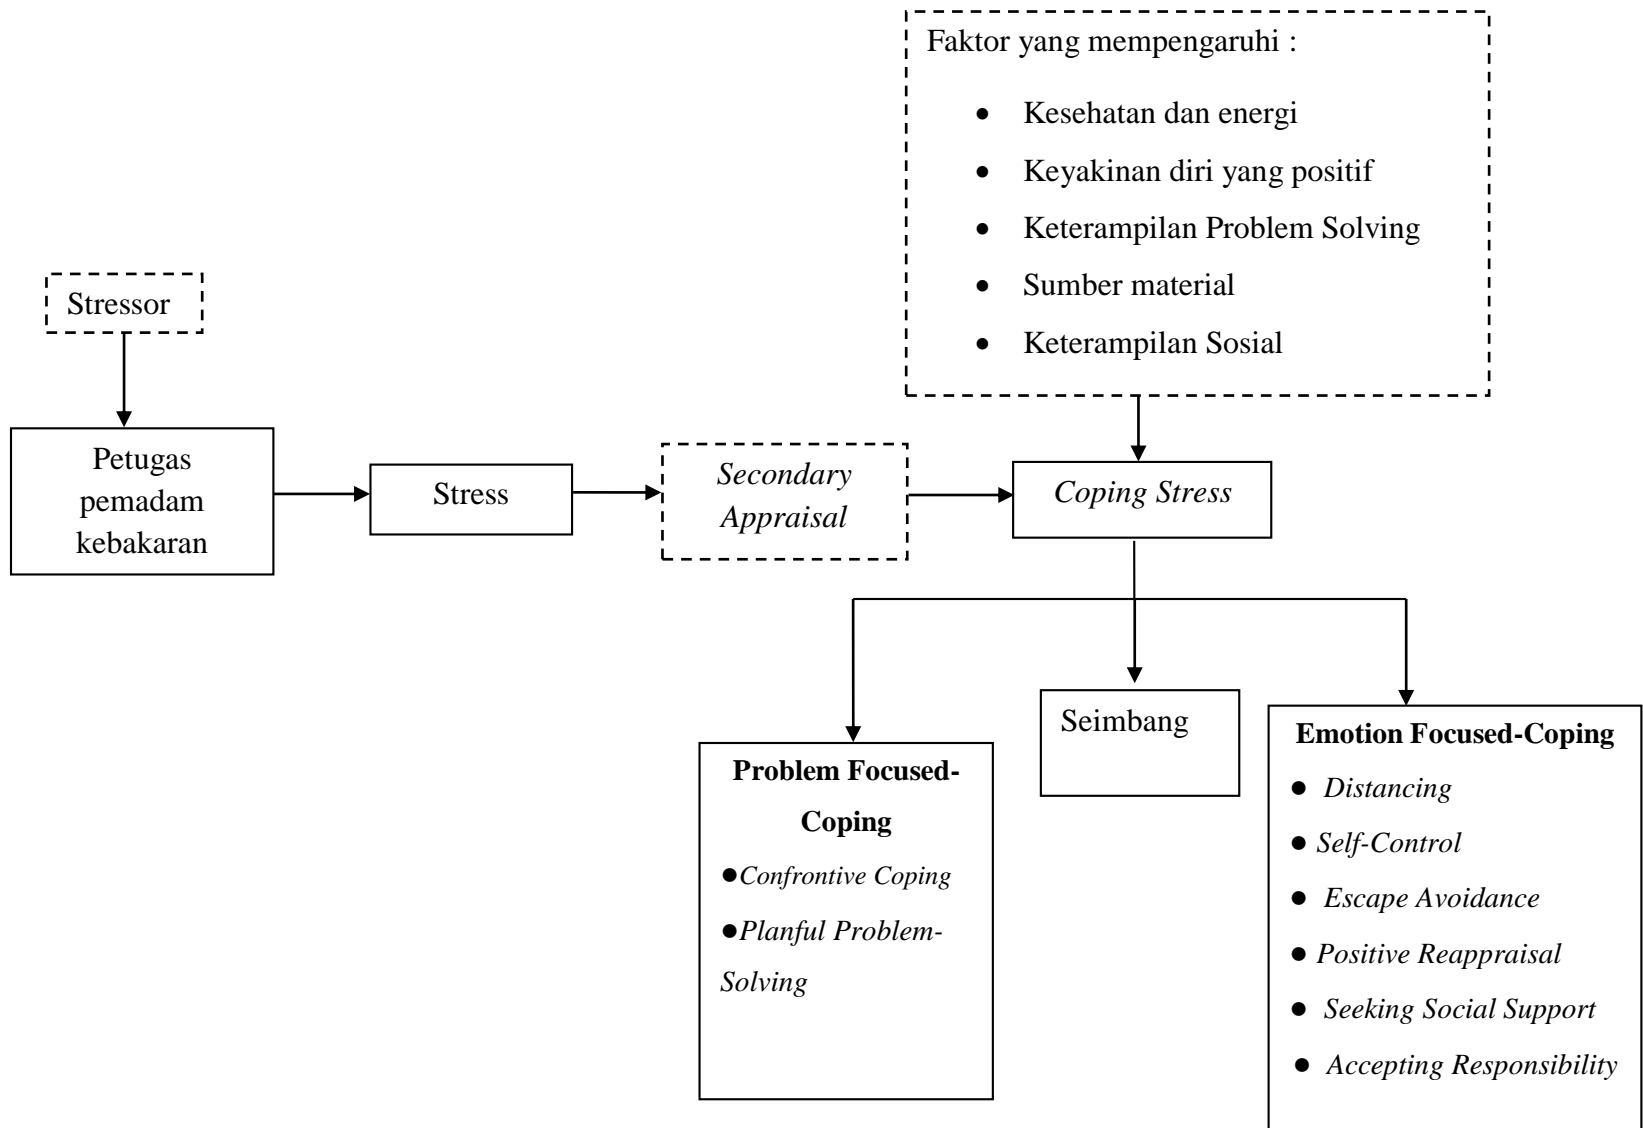 Faktor yang mempengaruhi :
• Kesehatan dan energi
• Keyakinan diri yang positif
• Keterampilan Problem Solving
• Sumber material
• Keterampilan Sosial
Stressor
Petugas
pemadam
kebakaran
Stress
Secondary
Appraisal
Coping Stress
Problem Focused-
Coping
●Confrontive Coping
●Planful Problem-
Solving
Seimbang
Emotion Focused-Coping
● Distancing
● Self-Control
● Escape Avoidance
● Positive Reappraisal
● Seeking Social Support
● Accepting Responsibility